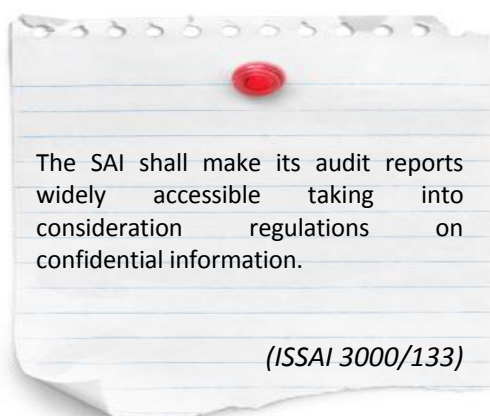 The SAI shall make its audit reports
widely accessible taking into
consideration regulations on
confidential information.
(ISSAI 3000/133)